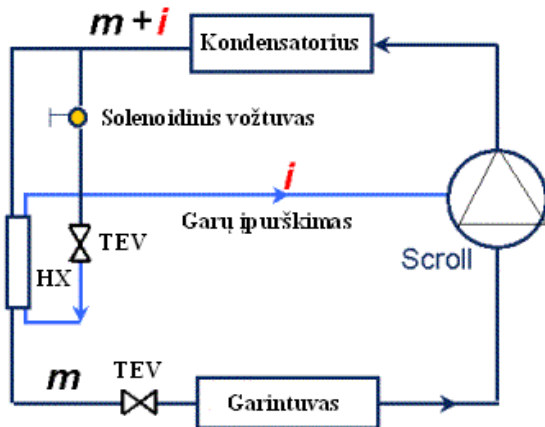 m + i
Kondensatorius
Solenoidinis vožtuvas
i
Garų įpurškimas
TEV
Scroll
HX
m
TEV
Garintuvas